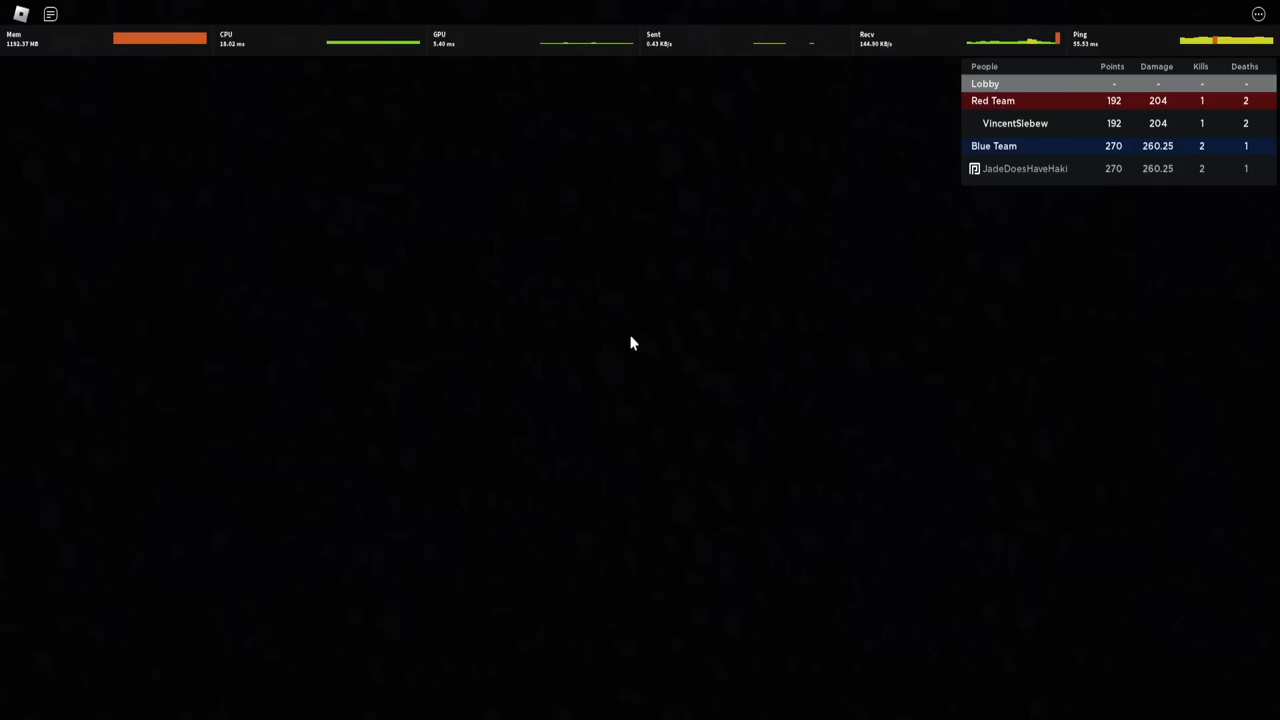 Mem
1192.37 MB
CPU
18.02 ms
GPU
5.40 ms
Sent
0.43 KB/s
Recv
144.90 KB/s
Ping
55.53 ms
People Points Damage Kills Deaths
Lobby - - - -
Red Team 192 204 1 2
VincentSlebew 192 204 1 2
Blue Team 270 260.25 2 1
JadeDoesHaveHaki 270 260.25 2 1